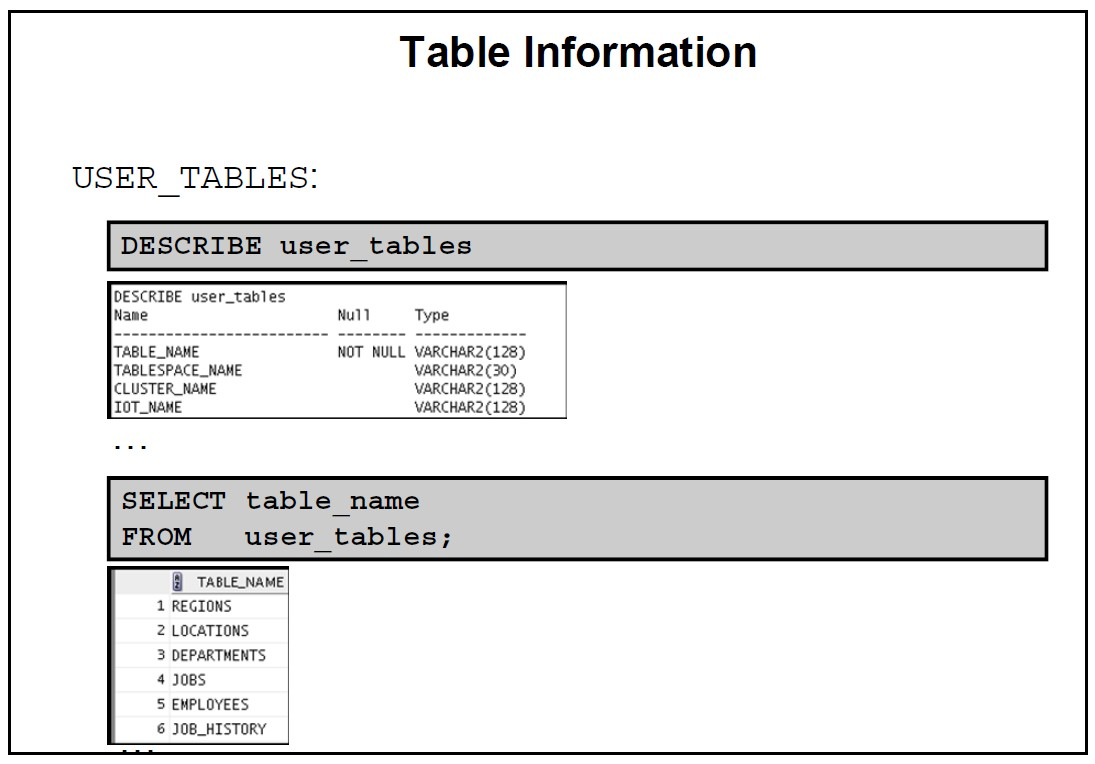 Table Information
USER_TABLES:
DESCRIBE user_tables
DESCRIBE user_tables
Name Null Type
------------------------- -------- -------------
TABLE_NAME NOT NULL VARCHAR2(128)
TABLESPACE_NAME VARCHAR2(30)
CLUSTER_NAME VARCHAR2(128)
IOT_NAME VARCHAR2(128)
...
SELECT table_name
FROM user_tables;
TABLE_NAME
1 REGIONS
2 LOCATIONS
3 DEPARTMENTS
4 JOBS
5 EMPLOYEES
6 JOB_HISTORY
...